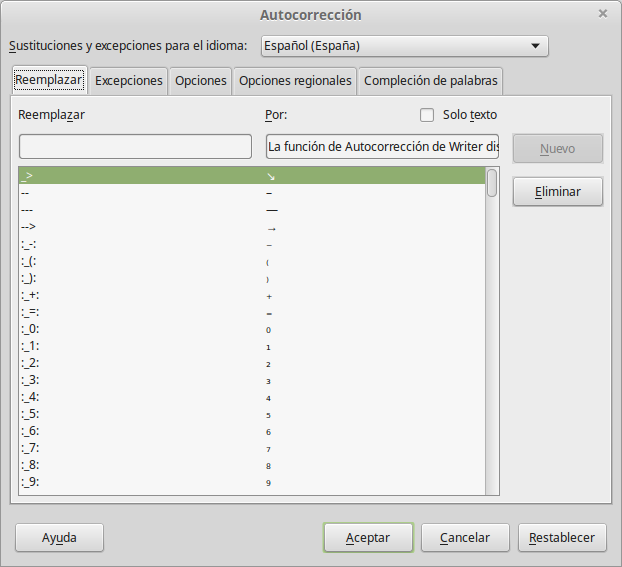 Autocorrección
Sustituciones y excepciones para el idioma: Español (España)
Reemplazar Excepciones Opciones Opciones regionales Compleción de palabras
Reemplazar Por: Solo texto
La función de Autocorrección de Writer dis
Nuevo
Eliminar
_> ↘
-- –
--- —
--> →
:_-: ₋
:_(: ₍
:_): ₎
:_+: ₊
:_=: ₌
:_0: ₀
:_1: ₁
:_2: ₂
:_3: ₃
:_4: ₄
:_5: ₅
:_6: ₆
:_7: ₇
:_8: ₈
:_9: ₉
Ayuda Aceptar Cancelar Restablecer